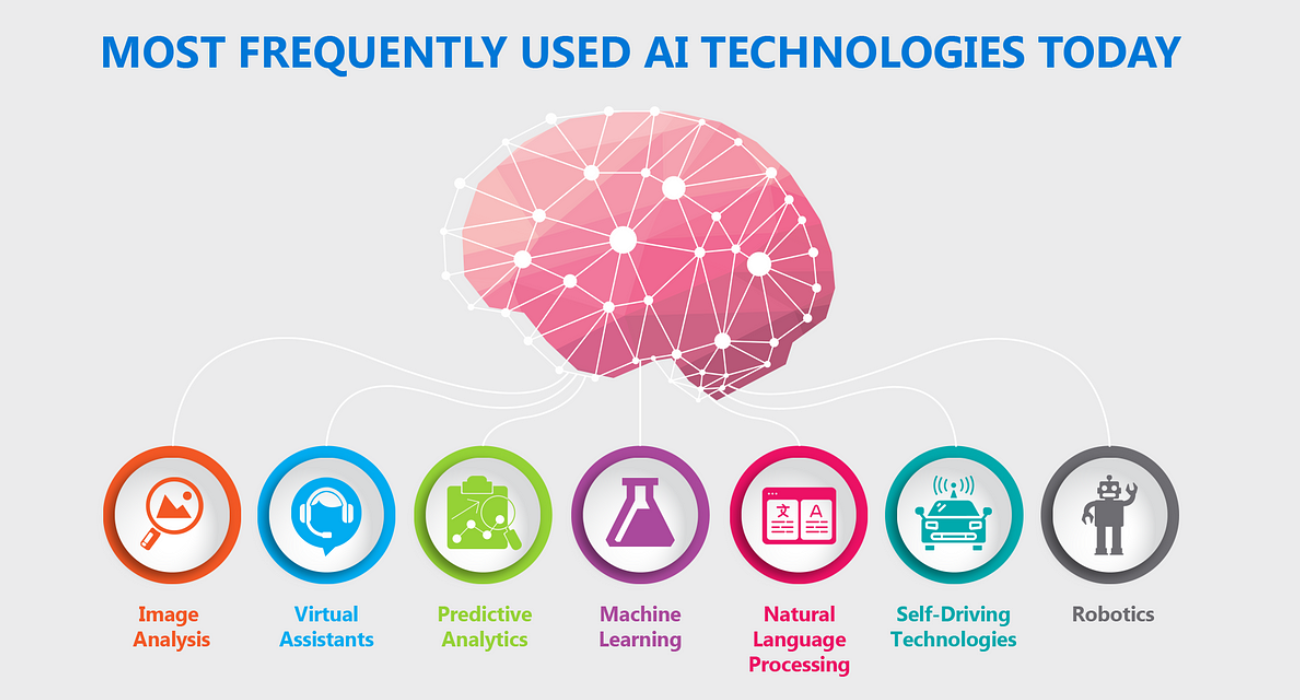 MOST FREQUENTLY USED AI TECHNOLOGIES TODAY
文 A
Image
Analysis
Virtual
Assistants
Predictive
Analytics
Machine
Learning
Natural
Language
Processing
Self-Driving
Technologies
Robotics